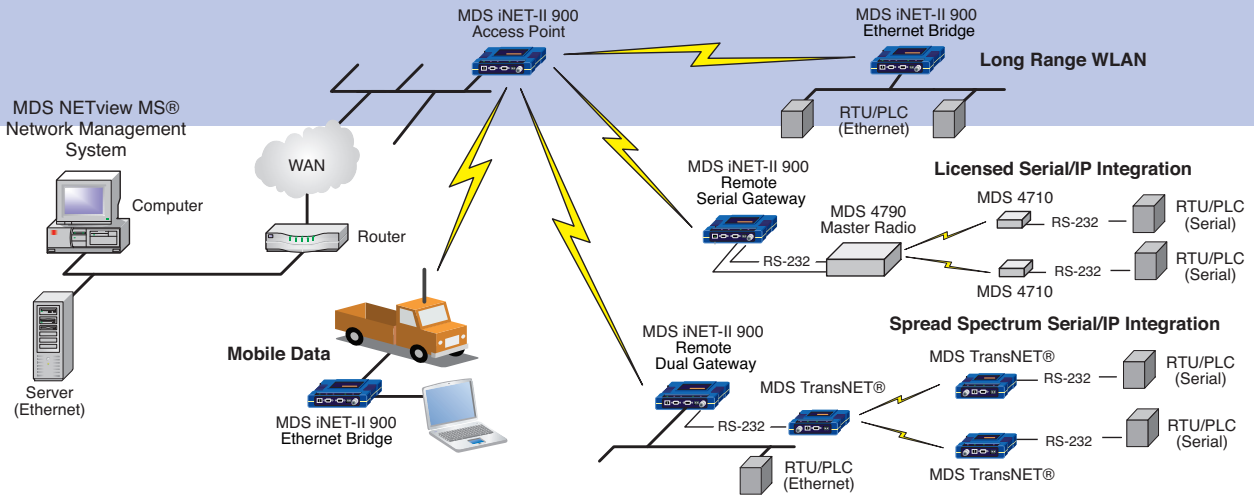 MDS iNET-II 900
Access Point
MDS iNET-II 900
Ethernet Bridge
Long Range WLAN
RTU/PLC
(Ethernet)
MDS NETview MS®
Network Management
System
WAN
Computer
Router
Server
(Ethernet)
Mobile Data
MDS iNET-II 900
Ethernet Bridge
MDS iNET-II 900
Remote
Serial Gateway
Licensed Serial/IP Integration
MDS 4790
Master Radio
RS-232
MDS 4710
RS-232
RTU/PLC
(Serial)
MDS 4710
RS-232
RTU/PLC
(Serial)
Spread Spectrum Serial/IP Integration
MDS iNET-II 900
Remote
Dual Gateway
RS-232
MDS TransNET®
MDS TransNET®
RS-232
RTU/PLC
(Serial)
MDS TransNET®
RS-232
RTU/PLC
(Serial)
RTU/PLC
(Ethernet)